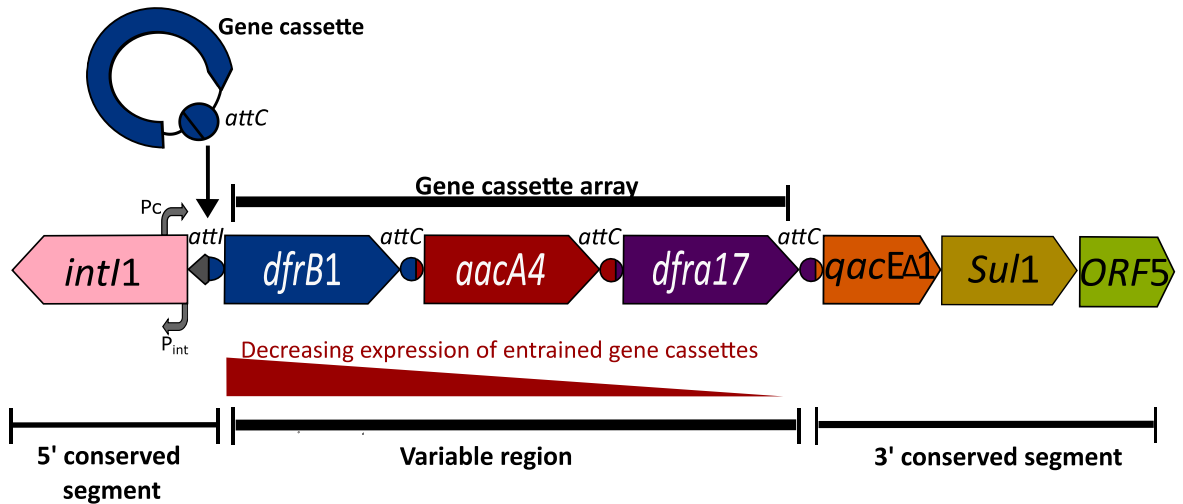 Gene cassette
attC
Gene cassette array
Pc
attI
attC
attC
attC
intI1
dfrB1
aacA4
dfra17
qacEΔ1
Sul1
ORF5
Pint
Decreasing expression of entrained gene cassettes
5' conserved
segment
Variable region
3' conserved segment